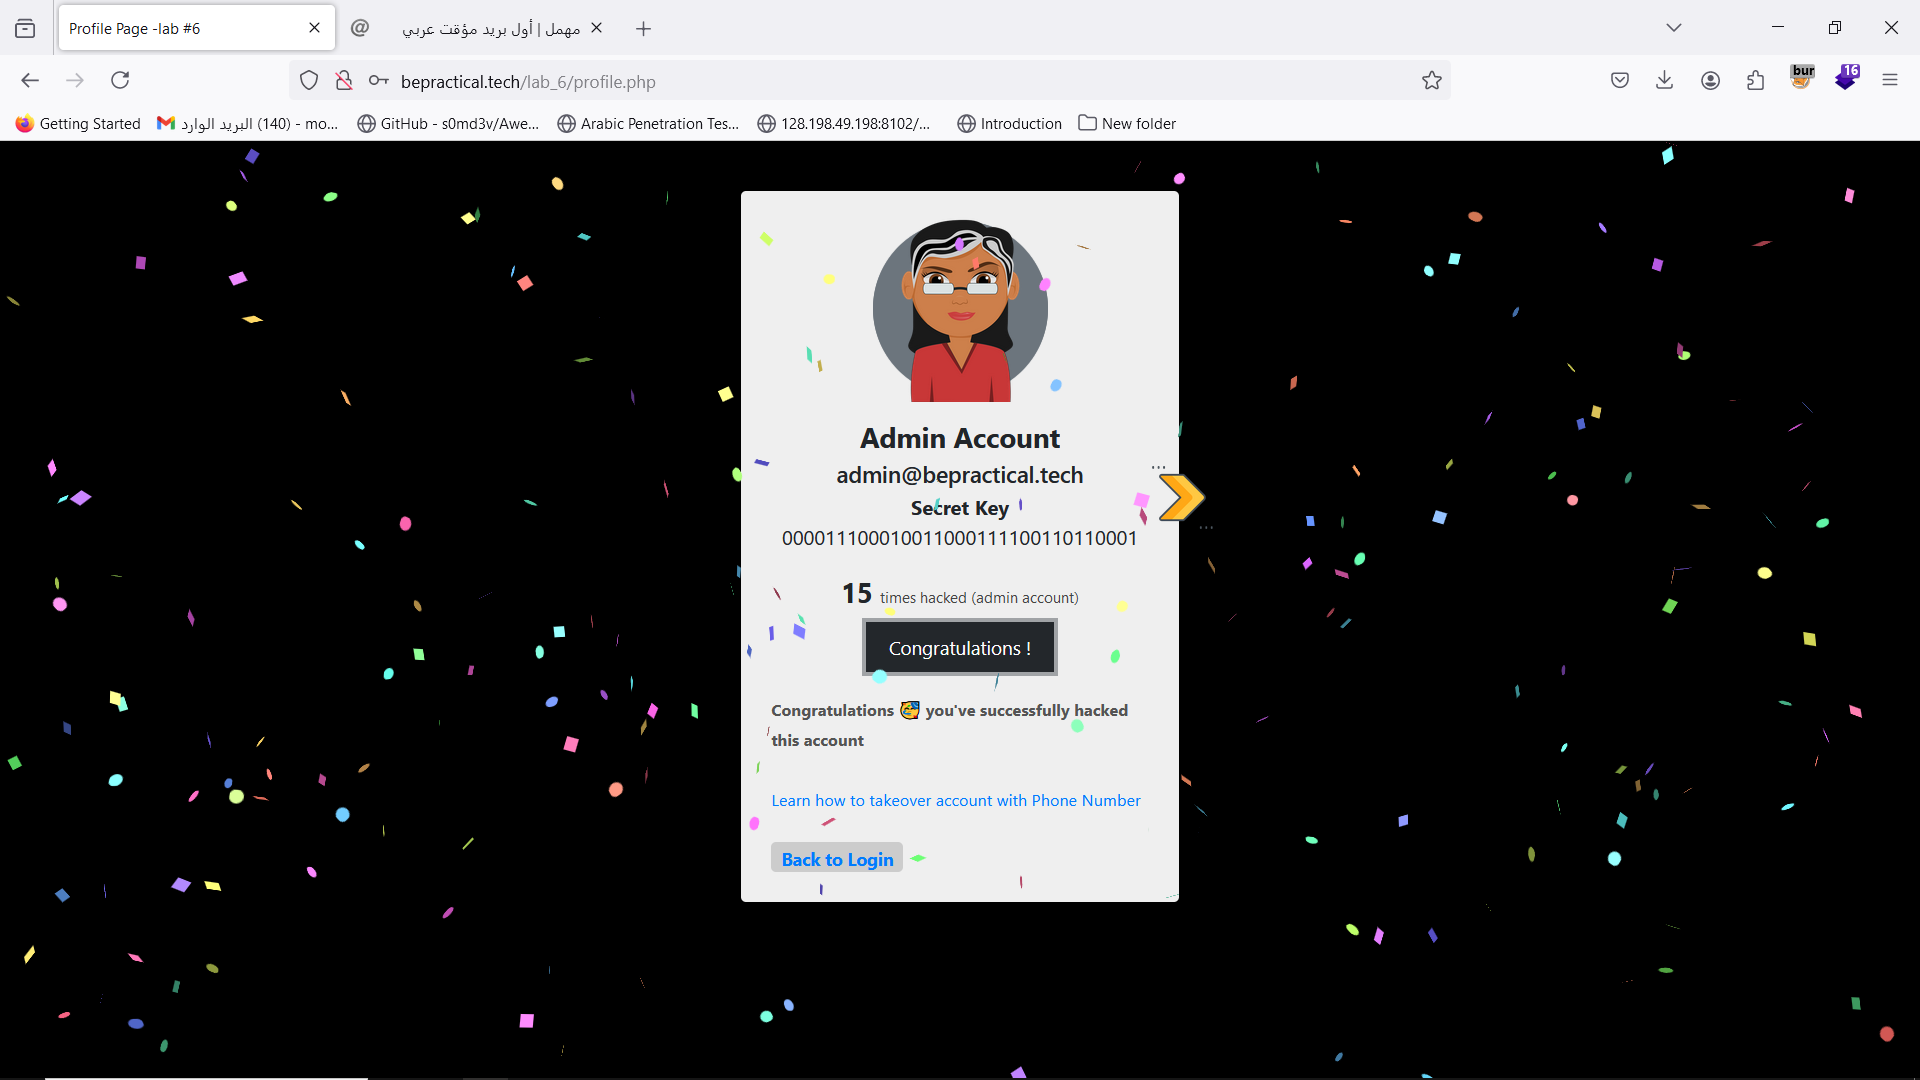 Profile Page -lab #6
مهمل | أول بريد مؤقت عربي
bepractical.tech/lab_6/profile.php
bur
16
Getting Started
البريد الوارد (140) - mo...
GitHub - s0md3v/Awe...
Arabic Penetration Tes...
128.198.49.198:8102/...
Introduction
New folder
Admin Account
admin@bepractical.tech
Secret Key
00001110001001100011111001101 10001
15 times hacked (admin account)
Congratulations !
Congratulations 🥳 you've successfully hacked
this account
Learn how to takeover account with Phone Number
Back to Login